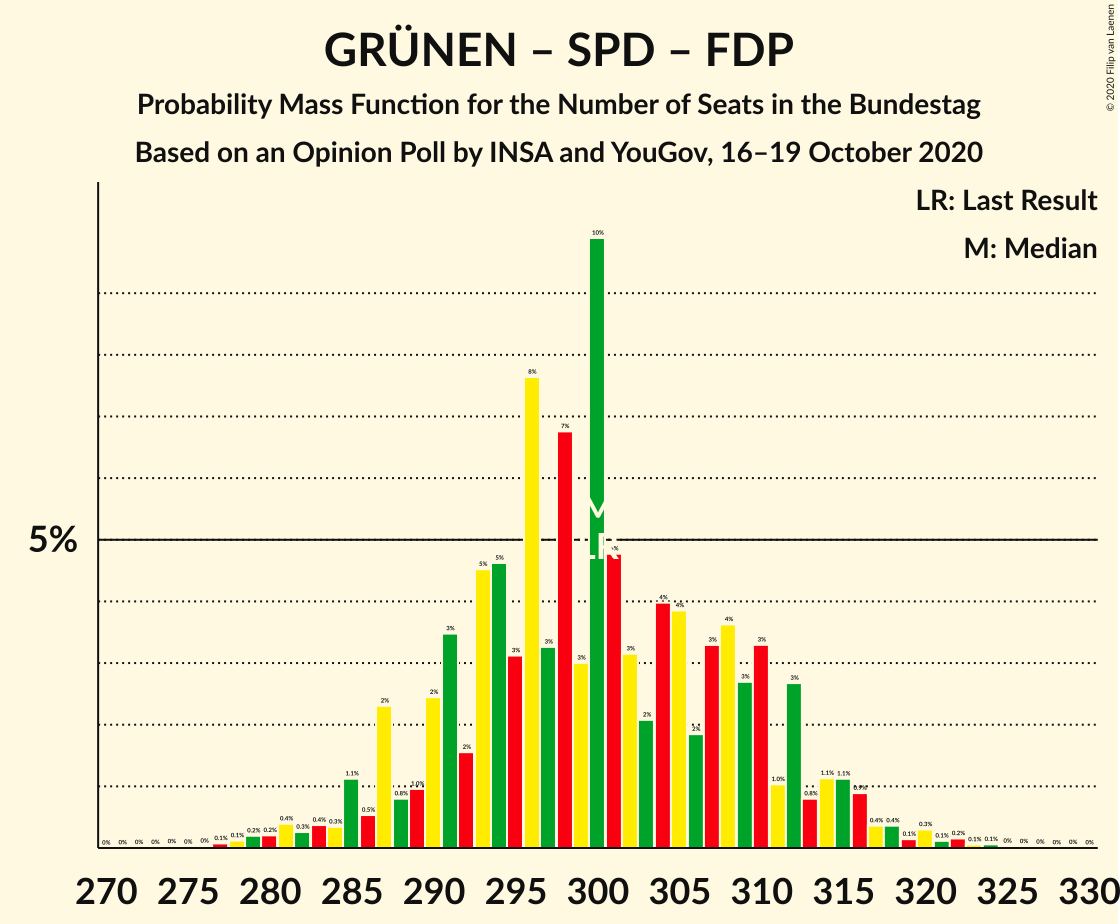 GRÜNEN – SPD – FDP
Probability Mass Function for the Number of Seats in the Bundestag
Based on an Opinion Poll by INSA and YouGov, 16–19 October 2020
© 2020 Filip van Laenen
LR: Last Result
M: Median
5%
0% 0% 0% 0% 0% 0% 0% 0.1% 0.1% 0.2% 0.2% 0.4% 0.3% 0.4% 0.3% 1.1% 0.5% 2% 0.8% 1.0% 2% 3% 2% 5% 5% 3% 8% 3% 7% 3% 10% 5% 3% 2% 4% 4% 2% 3% 4% 3% 3% 1.0% 3% 0.8% 1.1% 1.1% 0.9% 0.4% 0.4% 0.1% 0.3% 0.1% 0.2% 0.1% 0.1% 0% 0% 0% 0% 0% 0%
M
LR
270 275 280 285 290 295 300 305 310 315 320 325 330